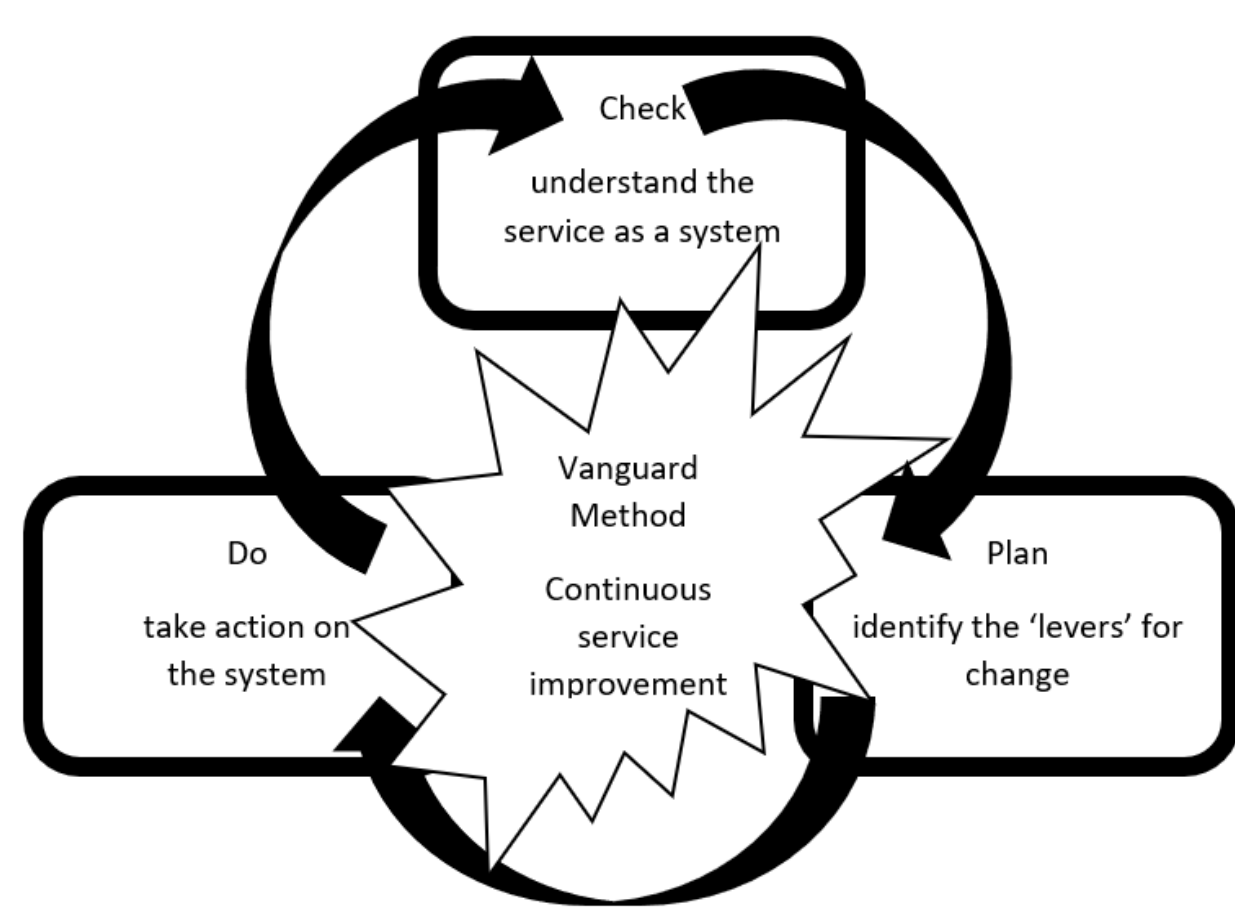 Check
understand the
service as a system
Vanguard
Method
Continuous
service
improvement
Do
take action on
the system
Plan
identify the ‘levers’ for
change